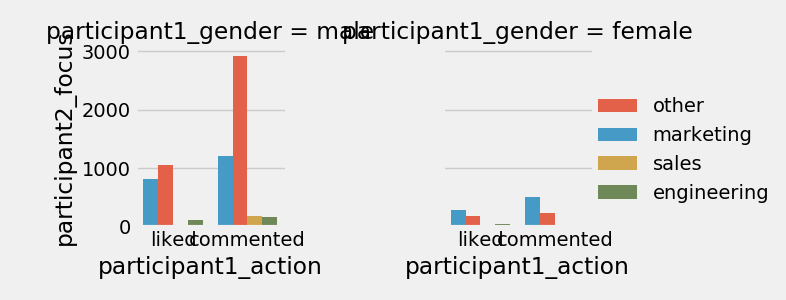 participant1_gender = male
participant1_gender = female
participant2_focus
3000
2000
1000
0
liked
commented
liked
commented
participant1_action
participant1_action
other
marketing
sales
engineering